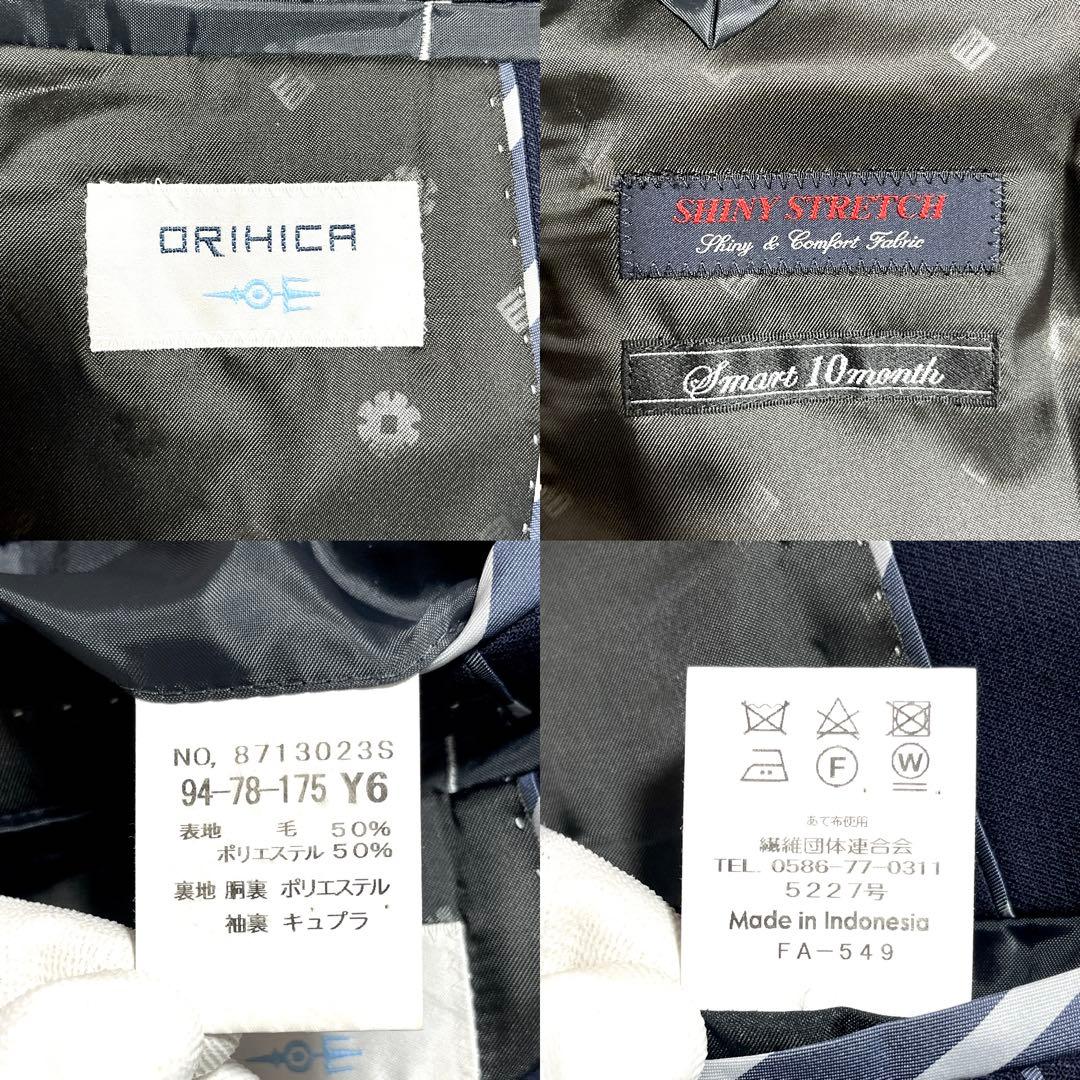 ORIHICA
SHINY STRETCH
Shiny & Comfort Fabric
Smart 10month
NO, 8713023S
94-78-175 Y6
表地 毛 50%
ポリエステル 50%
裏地 胴裏 ポリエステル
袖裏 キュプラ
F W
あて布使用
繊維団体連合会
TEL. 0586-77-0311
5227号
Made in Indonesia
FA-549